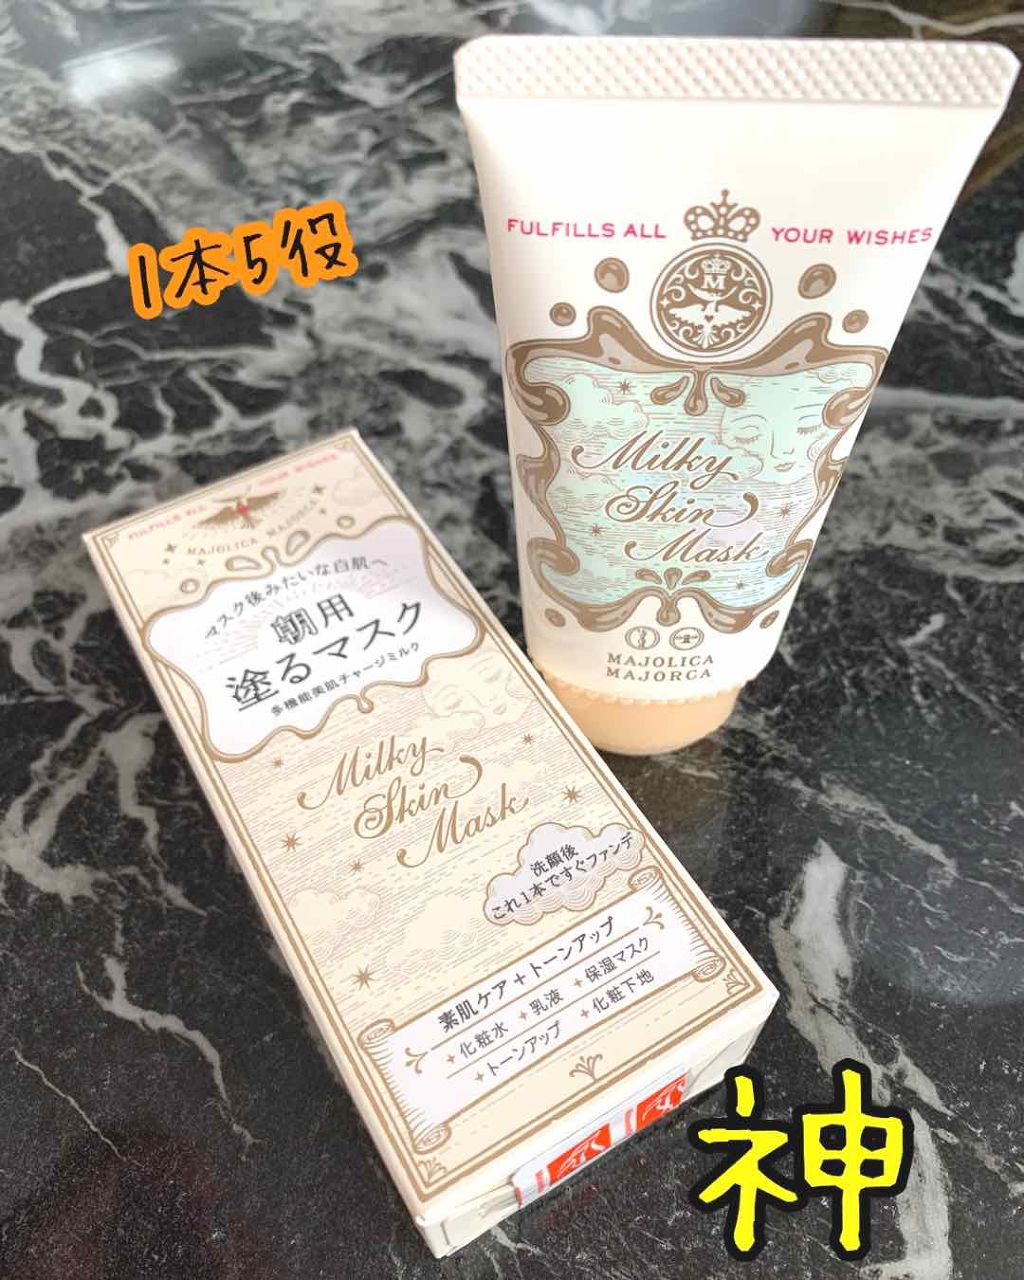 1本5役
FULFILLS ALL YOUR WISHES
M
Milky
Skin
Mask
MAJOLICA
MAJORCA
FULFILLS ALL YOUR WISHES
MAJOLICA MAJORCA
マスク後みたいな白肌へ
朝用
塗るマスク
多機能美肌チャージミルク
Milky
Skin
Mask
洗顔後
これ1本ですぐファンデ
素肌ケア+トーンアップ
+化粧水 +乳液 +保湿マスク
+トーンアップ +化粧下地
神